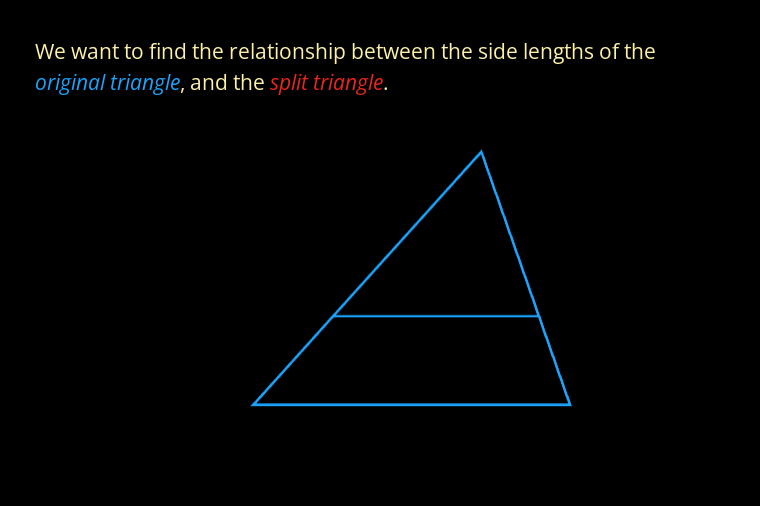 We want to find the relationship between the side lengths of the
original triangle, and the split triangle.